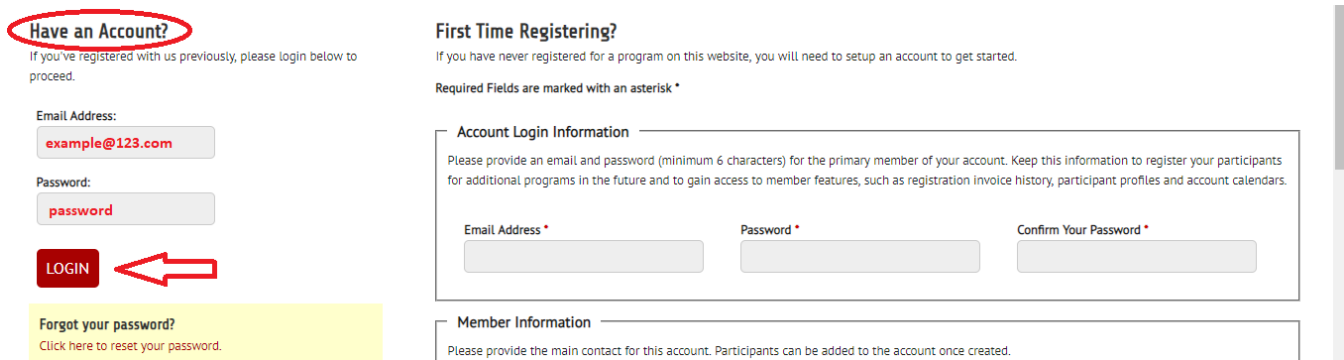 Have an Account?
If you've registered with us previously, please login below to
proceed.
Email Address:
example@123.com
Password:
password
LOGIN
Forgot your password?
Click here to reset your password.
First Time Registering?
If you have never registered for a program on this website, you will need to setup an account to get started.
Required Fields are marked with an asterisk *
Account Login Information
Please provide an email and password (minimum 6 characters) for the primary member of your account. Keep this information to register your participants
for additional programs in the future and to gain access to member features, such as registration invoice history, participant profiles and account calendars.
Email Address *
Password *
Confirm Your Password *
Member Information
Please provide the main contact for this account. Participants can be added to the account once created.